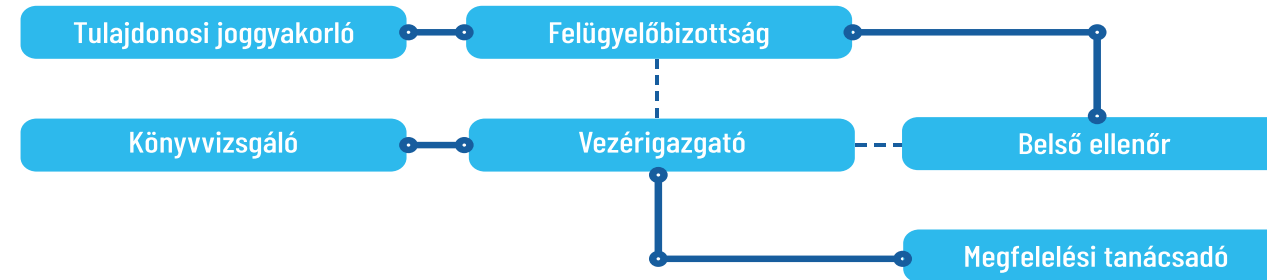 Tulajdonosi joggyakorló
Felügyelőbizottság
Könyvvizsgáló
Vezérigazgató
Belső ellenőr
Megfelelési tanácsadó